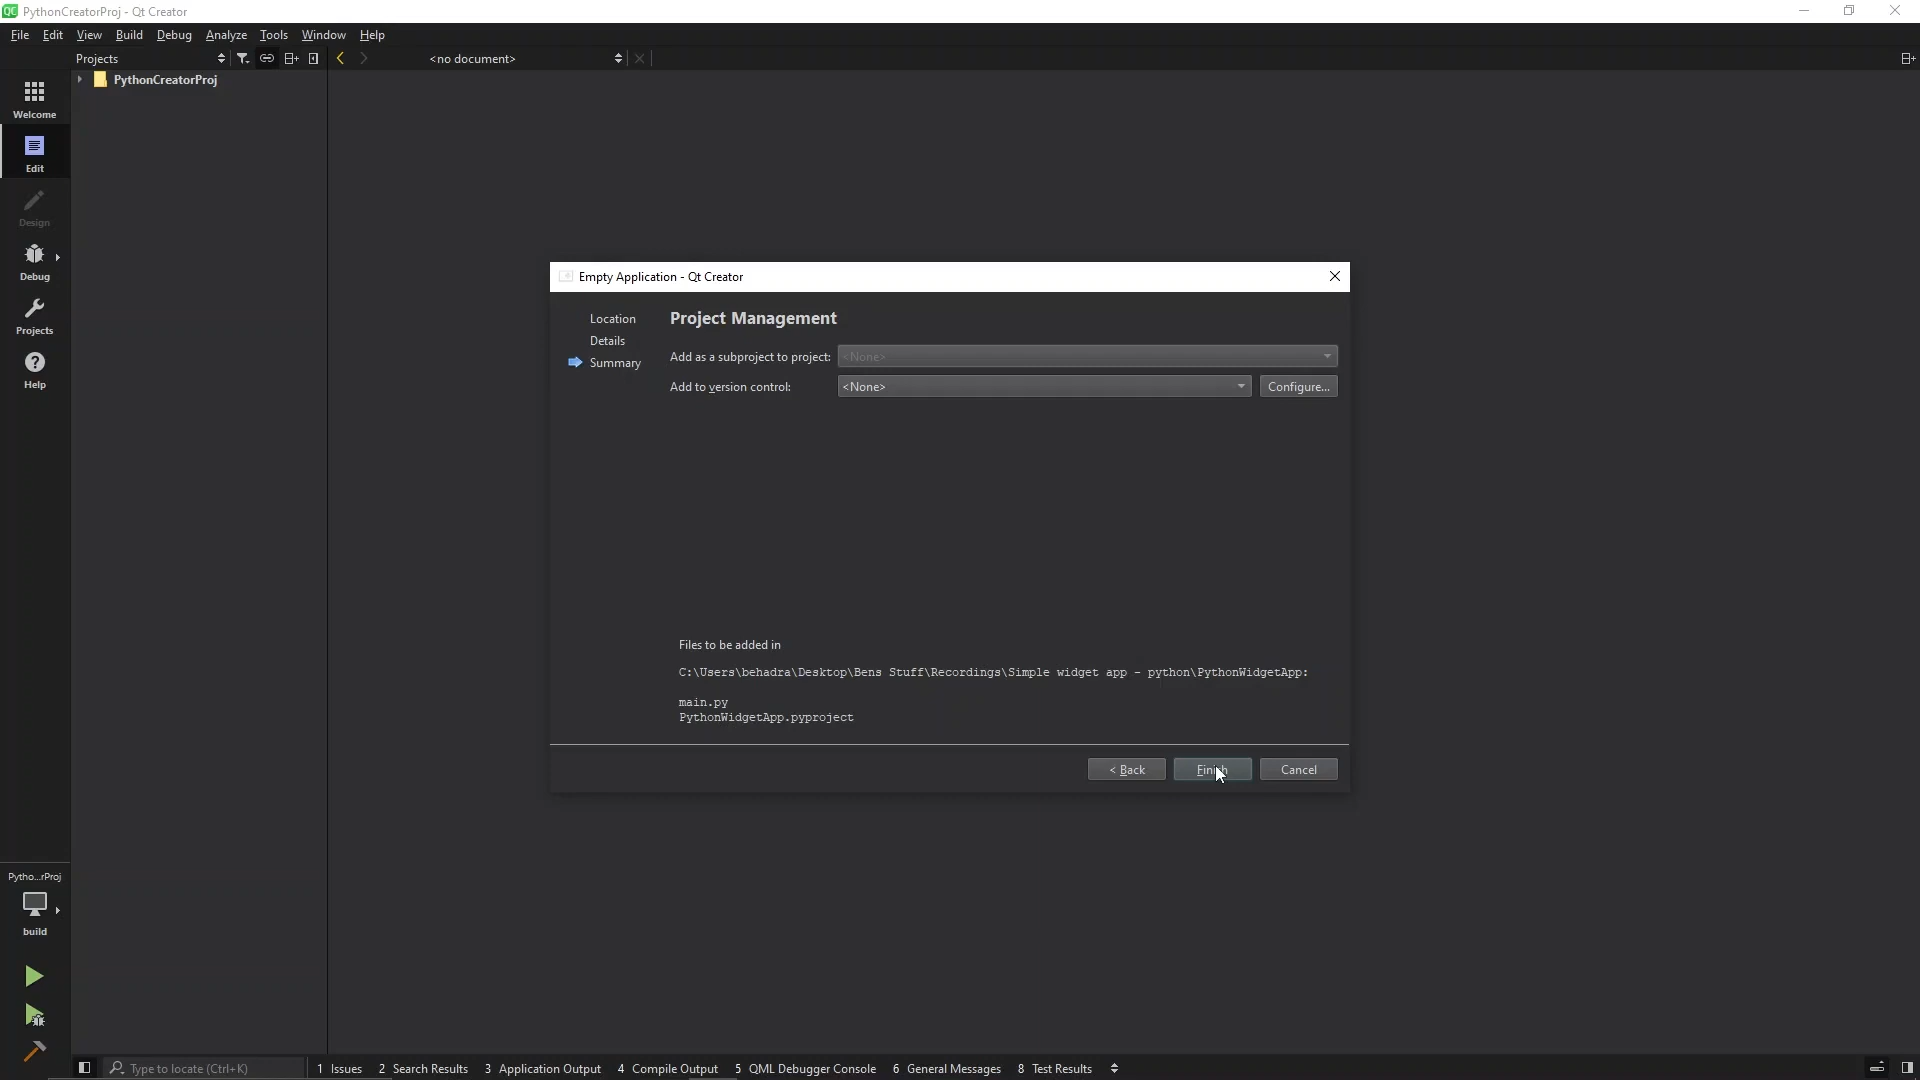 PythonCreatorProj - Qt Creator
File Edit View Build Debug Analyze Tools Window Help
Projects <no document>
PythonCreatorProj
Welcome
Edit
Design
Debug
Projects
Help
Empty Application - Qt Creator
Location
Details
Summary
Project Management
Add as a subproject to project: <None>
Add to version control: <None> Configure...
Files to be added in
C:\Users\behadra\Desktop\Bens Stuff\Recordings\Simple widget app - python\PythonWidgetApp:
main.py
PythonWidgetApp.pyproject
< Back Finish Cancel
Pytho...rProj
build
Type to locate (Ctrl+K) 1 Issues 2 Search Results 3 Application Output 4 Compile Output 5 QML Debugger Console 6 General Messages 8 Test Results